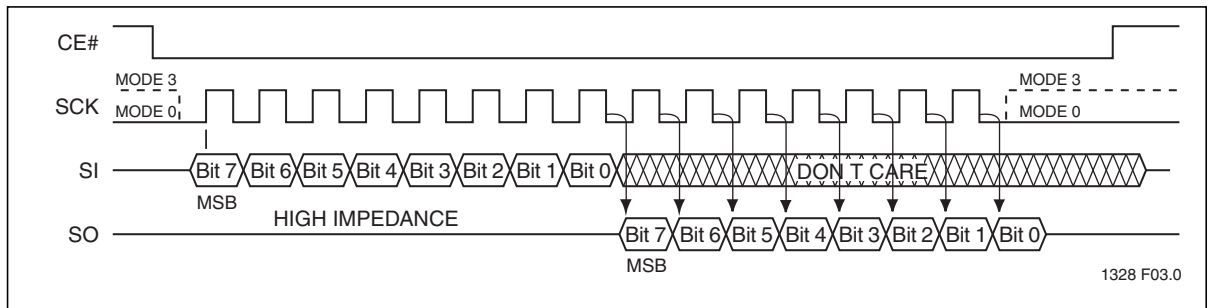 CE#
MODE 3
MODE 3
SCK
MODE 0
MODE 0
SI
Bit 7 Bit 6 Bit 5 Bit 4 Bit 3 Bit 2 Bit 1 Bit 0 DON T CARE
MSB
HIGH IMPEDANCE
SO
Bit 7 Bit 6 Bit 5 Bit 4 Bit 3 Bit 2 Bit 1 Bit 0
MSB
1328 F03.0